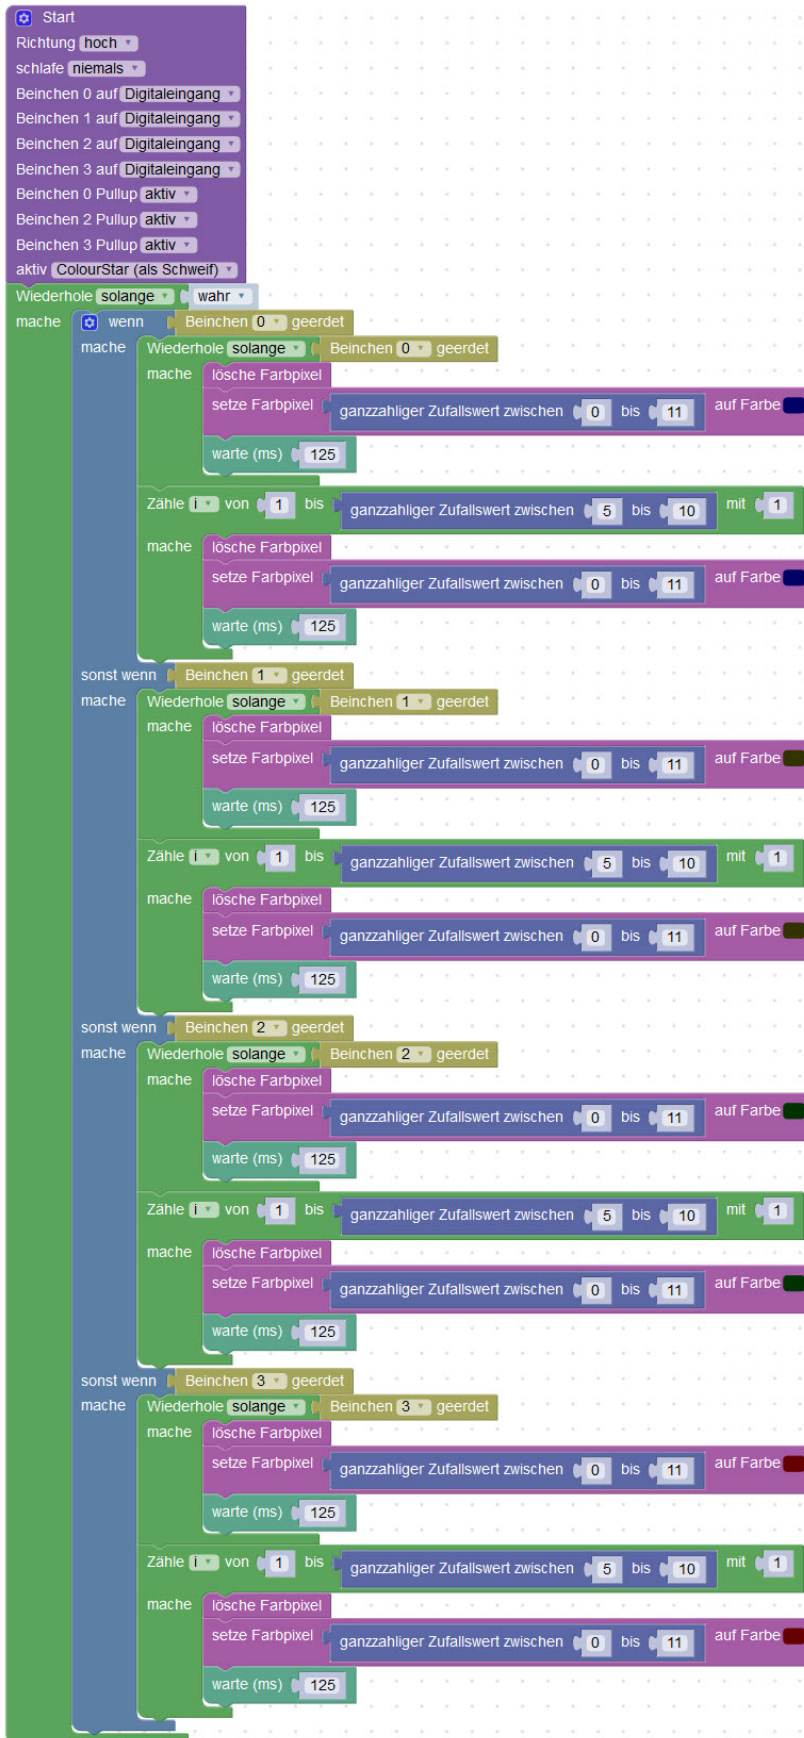 Start
Richtung hoch
schlafe niemals
Beinchen 0 auf Digitaleingang
Beinchen 1 auf Digitaleingang
Beinchen 2 auf Digitaleingang
Beinchen 3 auf Digitaleingang
Beinchen 0 Pullup aktiv
Beinchen 2 Pullup aktiv
Beinchen 3 Pullup aktiv
aktiv ColourStar (als Schweif)
Wiederhole solange wahr
mache wenn Beinchen 0 geerdet
mache Wiederhole solange Beinchen 0 geerdet
mache lösche Farbpixel
setze Farbpixel ganzzahliger Zufallswert zwischen 0 bis 11 auf Farbe
warte (ms) 125
Zähle i von 1 bis ganzzahliger Zufallswert zwischen 5 bis 10 mit 1
mache lösche Farbpixel
setze Farbpixel ganzzahliger Zufallswert zwischen 0 bis 11 auf Farbe
warte (ms) 125
sonst wenn Beinchen 1 geerdet
mache Wiederhole solange Beinchen 1 geerdet
mache lösche Farbpixel
setze Farbpixel ganzzahliger Zufallswert zwischen 0 bis 11 auf Farbe
warte (ms) 125
Zähle i von 1 bis ganzzahliger Zufallswert zwischen 5 bis 10 mit 1
mache lösche Farbpixel
setze Farbpixel ganzzahliger Zufallswert zwischen 0 bis 11 auf Farbe
warte (ms) 125
sonst wenn Beinchen 2 geerdet
mache Wiederhole solange Beinchen 2 geerdet
mache lösche Farbpixel
setze Farbpixel ganzzahliger Zufallswert zwischen 0 bis 11 auf Farbe
warte (ms) 125
Zähle i von 1 bis ganzzahliger Zufallswert zwischen 5 bis 10 mit 1
mache lösche Farbpixel
setze Farbpixel ganzzahliger Zufallswert zwischen 0 bis 11 auf Farbe
warte (ms) 125
sonst wenn Beinchen 3 geerdet
mache Wiederhole solange Beinchen 3 geerdet
mache lösche Farbpixel
setze Farbpixel ganzzahliger Zufallswert zwischen 0 bis 11 auf Farbe
warte (ms) 125
Zähle i von 1 bis ganzzahliger Zufallswert zwischen 5 bis 10 mit 1
mache lösche Farbpixel
setze Farbpixel ganzzahliger Zufallswert zwischen 0 bis 11 auf Farbe
warte (ms) 125